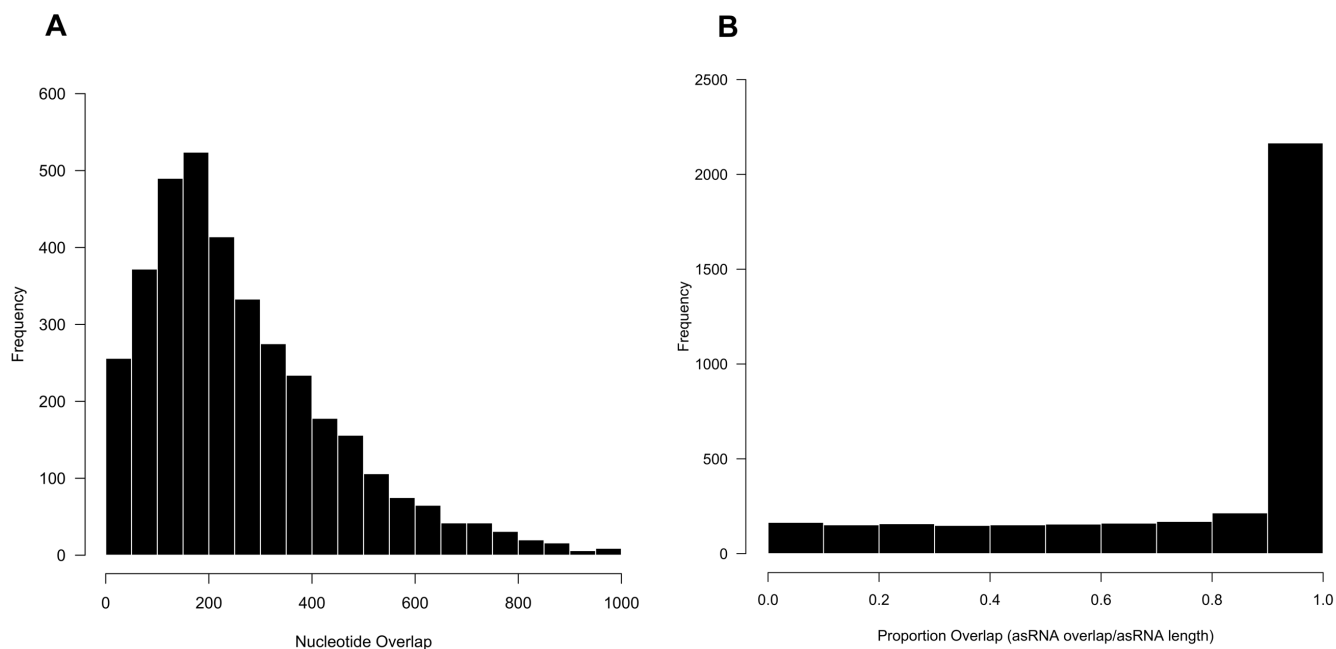 A
600
500
400
300
200
100
0
Frequency
0 200 400 600 800 1000
Nucleotide Overlap
B
2500
2000
1500
1000
500
0
Frequency
0.0 0.2 0.4 0.6 0.8 1.0
Proportion Overlap (asRNA overlap/asRNA length)